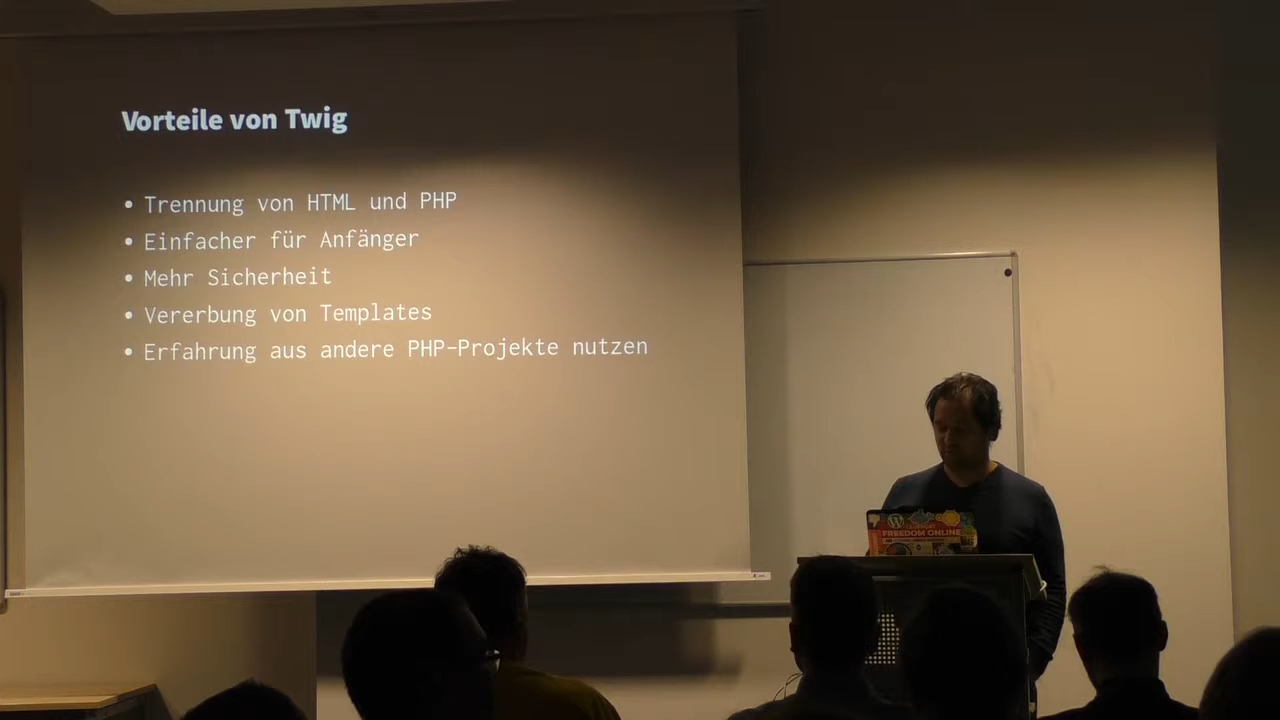 Vorteile von Twig
• Trennung von HTML und PHP
• Einfacher für Anfänger
• Mehr Sicherheit
• Vererbung von Templates
• Erfahrung aus andere PHP-Projekte nutzen
FREEDOM ONLINE